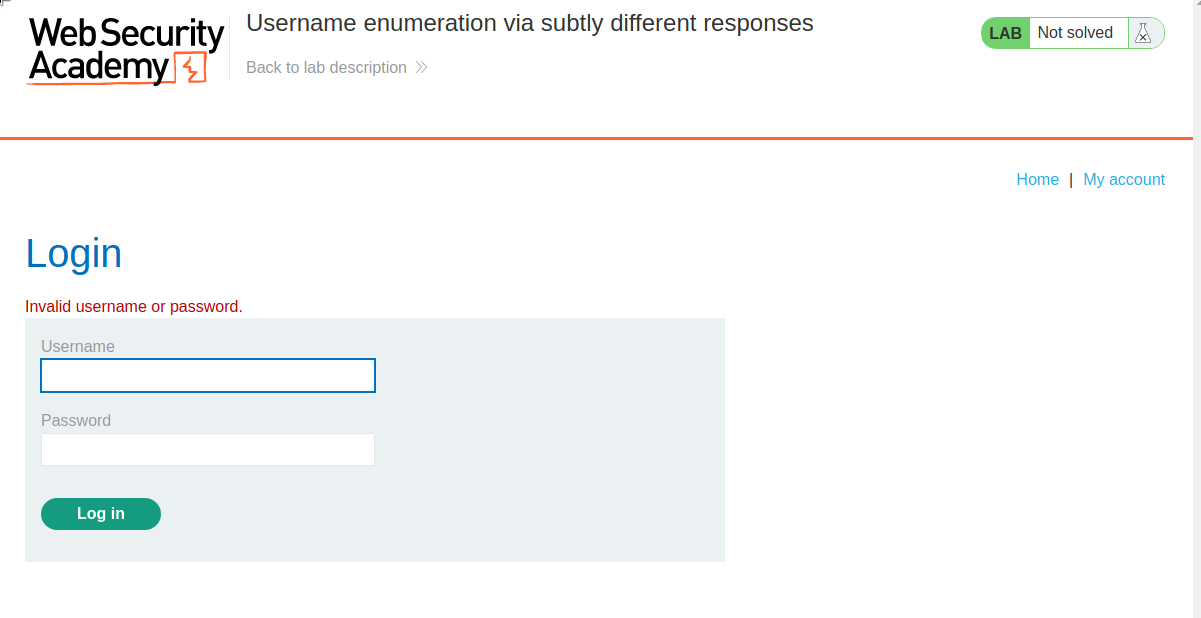 Web Security
Academy
Username enumeration via subtly different responses
Back to lab description
LAB Not solved
Home | My account
Login
Invalid username or password.
Username
Password
Log in